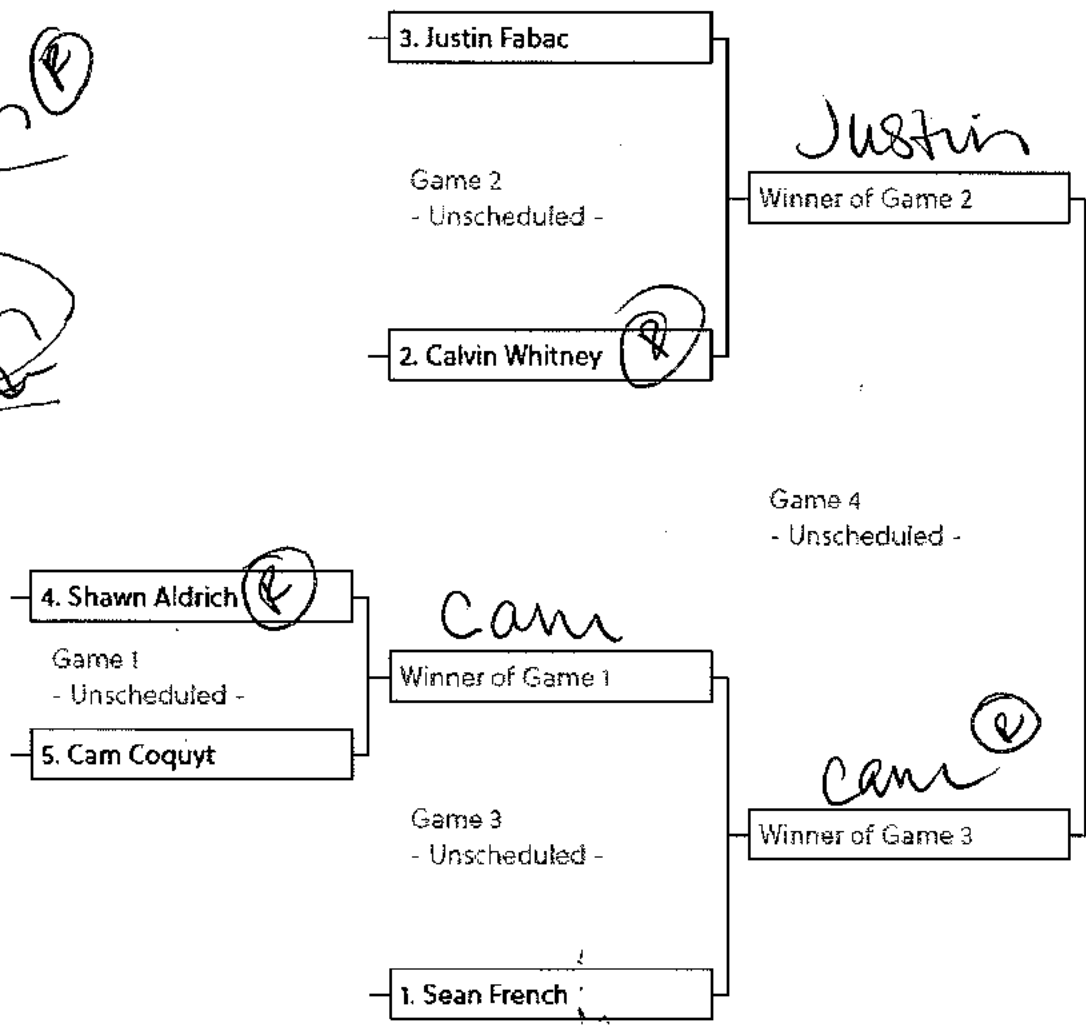 3. Justin Fabac
Justin
Game 2
- Unscheduled -
Winner of Game 2
2. Calvin Whitney
Game 4
- Unscheduled -
4. Shawn Aldrich
Cam
Game 1
- Unscheduled -
Winner of Game 1
5. Cam Coquyt
Cam
Game 3
- Unscheduled -
Winner of Game 3
1. Sean French